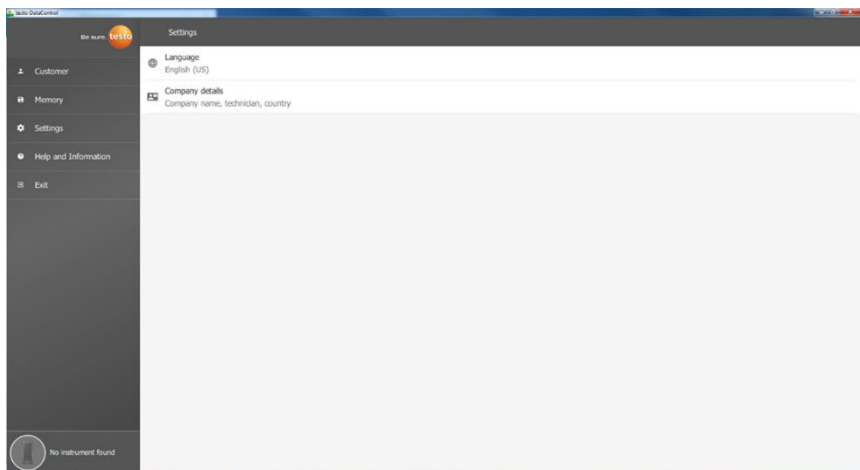 testo DataControl
Be sure. testo
Settings
Language
English (US)
Customer
Company details
Company name, technician, country
Memory
Settings
Help and Information
Exit
No instrument found